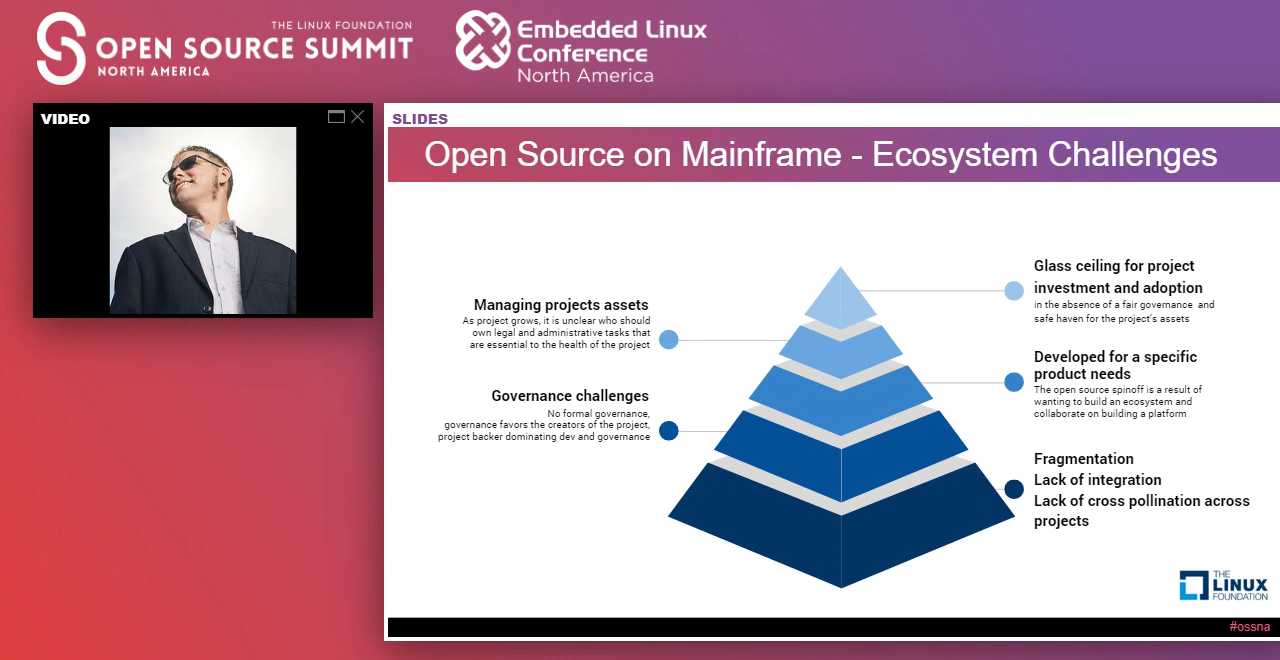 THE LINUX FOUNDATION
OPEN SOURCE SUMMIT
NORTH AMERICA
Embedded Linux
Conference
North America
VIDEO
SLIDES
Open Source on Mainframe - Ecosystem Challenges
Managing projects assets
As project grows, it is unclear who should
own legal and administrative tasks that
are essential to the health of the project
Governance challenges
No formal governance,
governance favors the creators of the project,
project backer dominating dev and governance
Glass ceiling for project
investment and adoption
in the absence of a fair governance and
safe haven for the project's assets
Developed for a specific
product needs
The open source spinoff is a result of
wanting to build an ecosystem and
collaborate on building a platform
Fragmentation
Lack of integration
Lack of cross pollination across
projects
THE
LINUX
FOUNDATION
#ossna